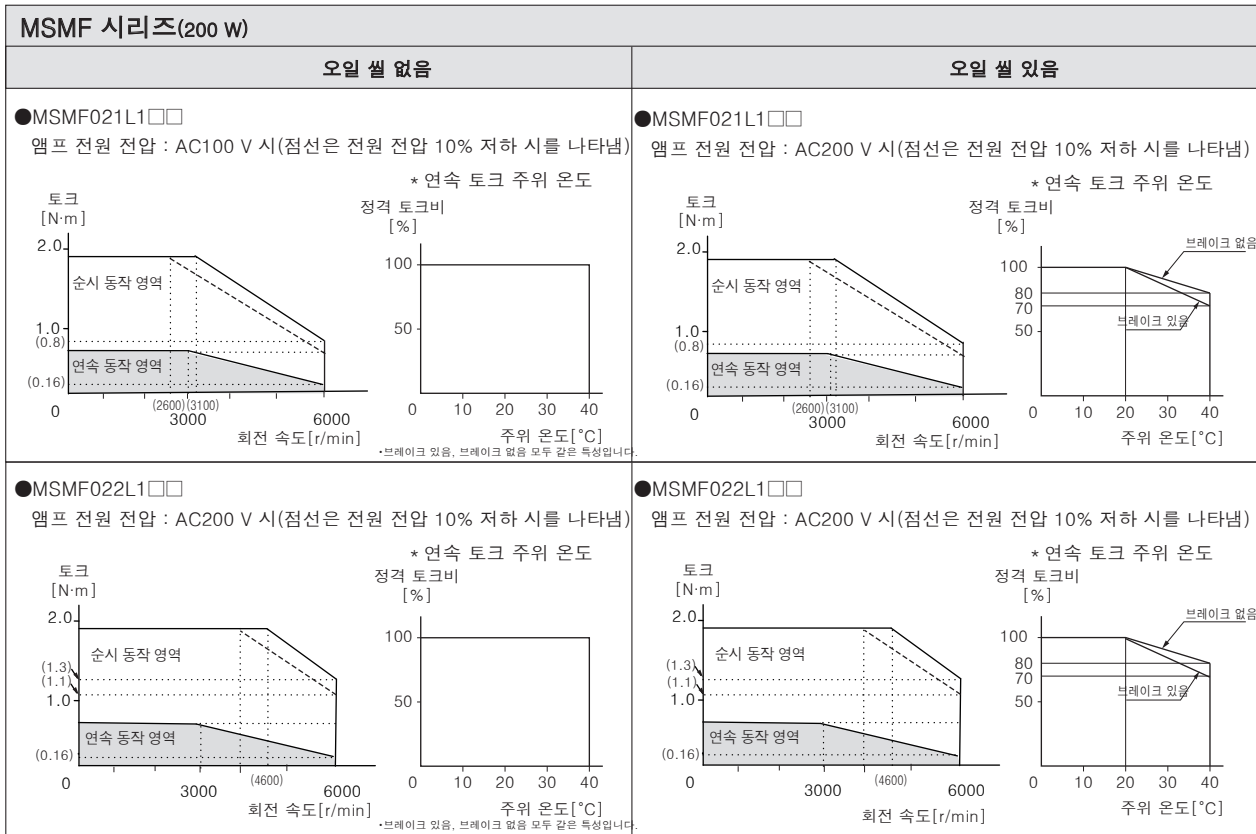 MSMF 시리즈(200 W)
오일 씰 없음
오일 씰 있음
●MSMF021L1□□
앰프 전원 전압 : AC100 V 시(점선은 전원 전압 10% 저하 시를 나타냄)
* 연속 토크 주위 온도
토크
[N·m]
2.0
순시 동작 영역
1.0
(0.8)
연속 동작 영역
(0.16)
0
(2600)(3100)
3000
6000
회전 속도[r/min]
정격 토크비
[%]
100
50
0 10 20 30 40
주위 온도[°C]
•브레이크 있음, 브레이크 없음 모두 같은 특성입니다.
●MSMF021L1□□
앰프 전원 전압 : AC200 V 시(점선은 전원 전압 10% 저하 시를 나타냄)
* 연속 토크 주위 온도
토크
[N·m]
2.0
순시 동작 영역
1.0
(0.8)
연속 동작 영역
(0.16)
0
(2600)(3100)
3000
6000
회전 속도[r/min]
정격 토크비
[%]
브레이크 없음
100
80
70
브레이크 있음
50
0 10 20 30 40
주위 온도[°C]
●MSMF022L1□□
앰프 전원 전압 : AC200 V 시(점선은 전원 전압 10% 저하 시를 나타냄)
* 연속 토크 주위 온도
토크
[N·m]
2.0
순시 동작 영역
(1.3)
(1.1)
1.0
연속 동작 영역
(0.16)
0
3000
(4600)
6000
회전 속도[r/min]
정격 토크비
[%]
100
50
0 10 20 30 40
주위 온도[°C]
•브레이크 있음, 브레이크 없음 모두 같은 특성입니다.
●MSMF022L1□□
앰프 전원 전압 : AC200 V 시(점선은 전원 전압 10% 저하 시를 나타냄)
* 연속 토크 주위 온도
토크
[N·m]
2.0
순시 동작 영역
(1.3)
(1.1)
1.0
연속 동작 영역
(0.16)
0
3000
(4600)
6000
회전 속도[r/min]
정격 토크비
[%]
브레이크 없음
100
80
70
브레이크 있음
50
0 10 20 30 40
주위 온도[°C]